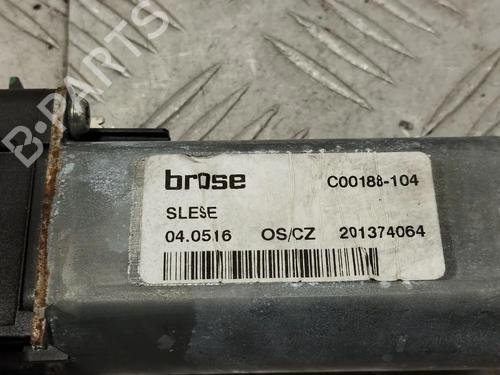 B-PARTS
brose
C00188-104
SLESE
04.0516 OS/CZ 201374064